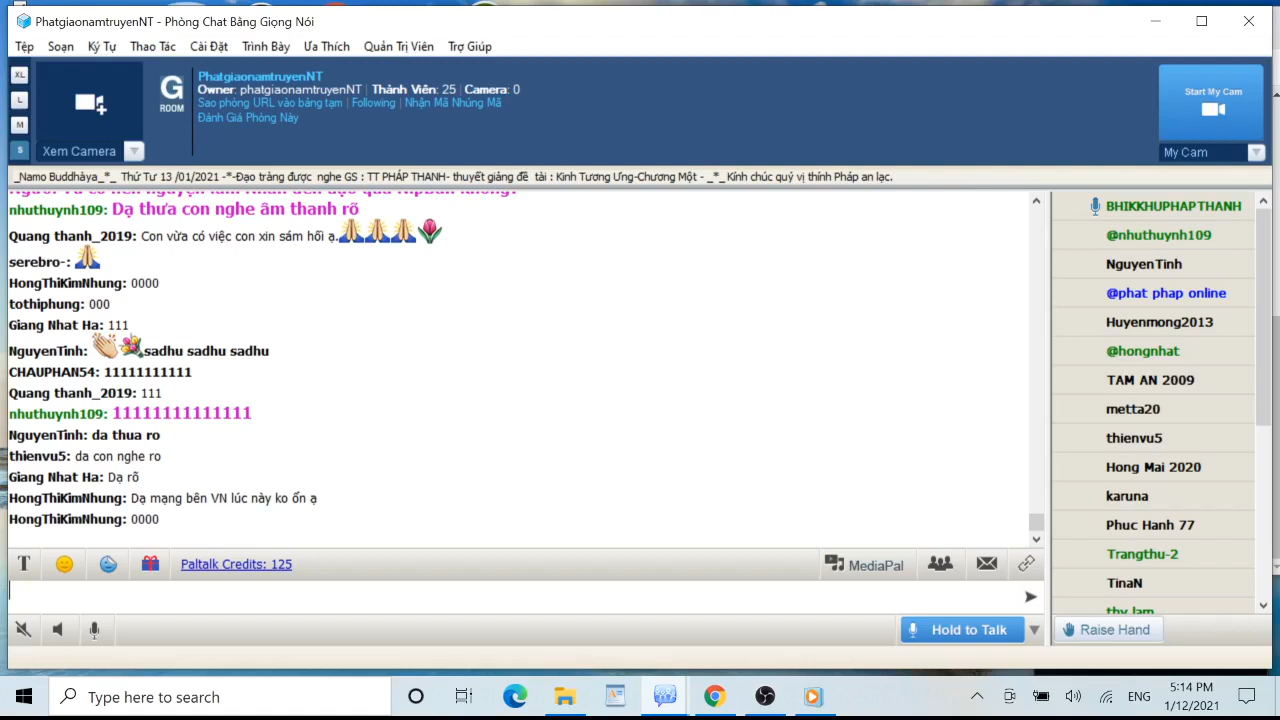 PhatgiaonamtruyenNT - Phòng Chat Bằng Giọng Nói
Tệp Soạn Ký Tự Thao Tác Cài Đặt Trình Bày Ưa Thích Quản Trị Viên Trợ Giúp
XL
L
M
S
Xem Camera
G
ROOM
PhatgiaonamtruyenNT
Owner: phatgiaonamtruyenNT | Thành Viên: 25 | Camera: 0
Sao phỏng URL vào bảng tạm | Following | Nhận Mã Nhúng Mã
Đánh Giá Phòng Này
Start My Cam
My Cam
_Namo Buddhàya_*_ Thứ Tư 13 /01/2021 -*-Đạo tràng được nghe GS : TT PHÁP THANH- thuyết giảng đề tài : Kinh Tương Ưng-Chương Một - _*_Kính chúc quý vị thính Pháp an lạc.
nhuthuynh109: Dạ thưa con nghe âm thanh rõ
Quang thanh_2019: Con vừa có việc con xin sám hối ạ.
serebro-:
HongThiKimNhung: 0000
tothiphung: 000
Giang Nhat Ha: 111
NguyenTinh: sadhu sadhu sadhu
CHAUPHAN54: 11111111111
Quang thanh_2019: 111
nhuthuynh109: 11111111111111
NguyenTinh: da thua ro
thienvu5: da con nghe ro
Giang Nhat Ha: Dạ rõ
HongThiKimNhung: Dạ mạng bên VN lúc này ko ổn ạ
HongThiKimNhung: 0000
BHIKKHUPHAPTHANH
@nhuthuynh109
NguyenTinh
@phat phap online
Huyenmong2013
@hongnhat
TAM AN 2009
metta20
thienvu5
Hong Mai 2020
karuna
Phuc Hanh 77
Trangthu-2
TinaN
thy lam
T
Paltalk Credits: 125
MediaPal
Hold to Talk
Raise Hand
Type here to search
ENG
5:14 PM
1/12/2021